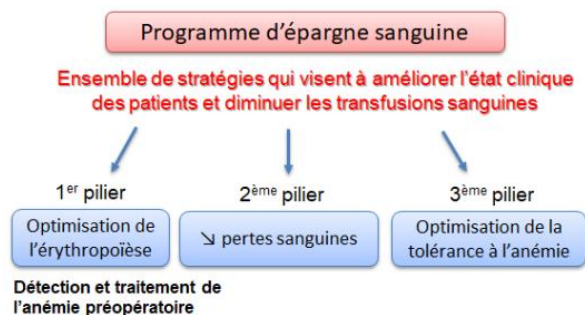 Programme d'épargne sanguine
Ensemble de stratégies qui visent à améliorer l'état clinique
des patients et diminuer les transfusions sanguines
1er pilier
2ème pilier
3ème pilier
Optimisation de
l'érythropoïèse
↘ pertes sanguines
Optimisation de la
tolérance à l'anémie
Détection et traitement de
l'anémie préopératoire